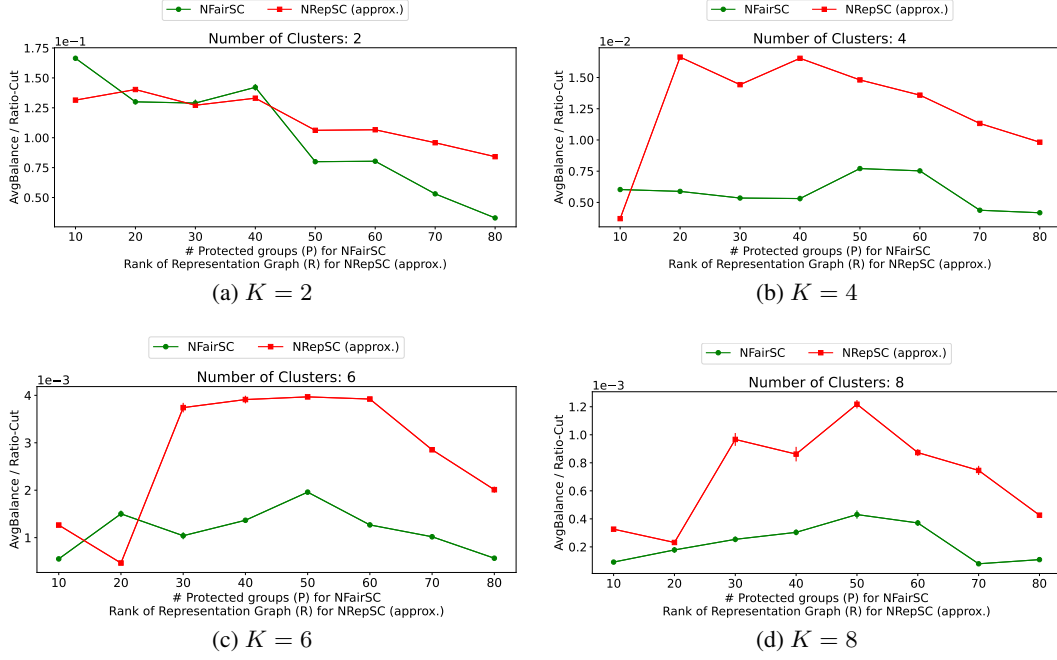 NFairSC NRepSC (approx.)
1e−1
Number of Clusters: 2
AvgBalance / Ratio-Cut
1.75
1.50
1.25
1.00
0.75
0.50
10 20 30 40 50 60 70 80
# Protected groups (P) for NFairSC
Rank of Representation Graph (R) for NRepSC (approx.)
(a) K = 2
NFairSC NRepSC (approx.)
1e−2
Number of Clusters: 4
AvgBalance / Ratio-Cut
1.50
1.25
1.00
0.75
0.50
10 20 30 40 50 60 70 80
# Protected groups (P) for NFairSC
Rank of Representation Graph (R) for NRepSC (approx.)
(b) K = 4
NFairSC NRepSC (approx.)
1e−3
Number of Clusters: 6
AvgBalance / Ratio-Cut
4
3
2
1
10 20 30 40 50 60 70 80
# Protected groups (P) for NFairSC
Rank of Representation Graph (R) for NRepSC (approx.)
(c) K = 6
NFairSC NRepSC (approx.)
1e−3
Number of Clusters: 8
AvgBalance / Ratio-Cut
1.2
1.0
0.8
0.6
0.4
0.2
10 20 30 40 50 60 70 80
# Protected groups (P) for NFairSC
Rank of Representation Graph (R) for NRepSC (approx.)
(d) K = 8